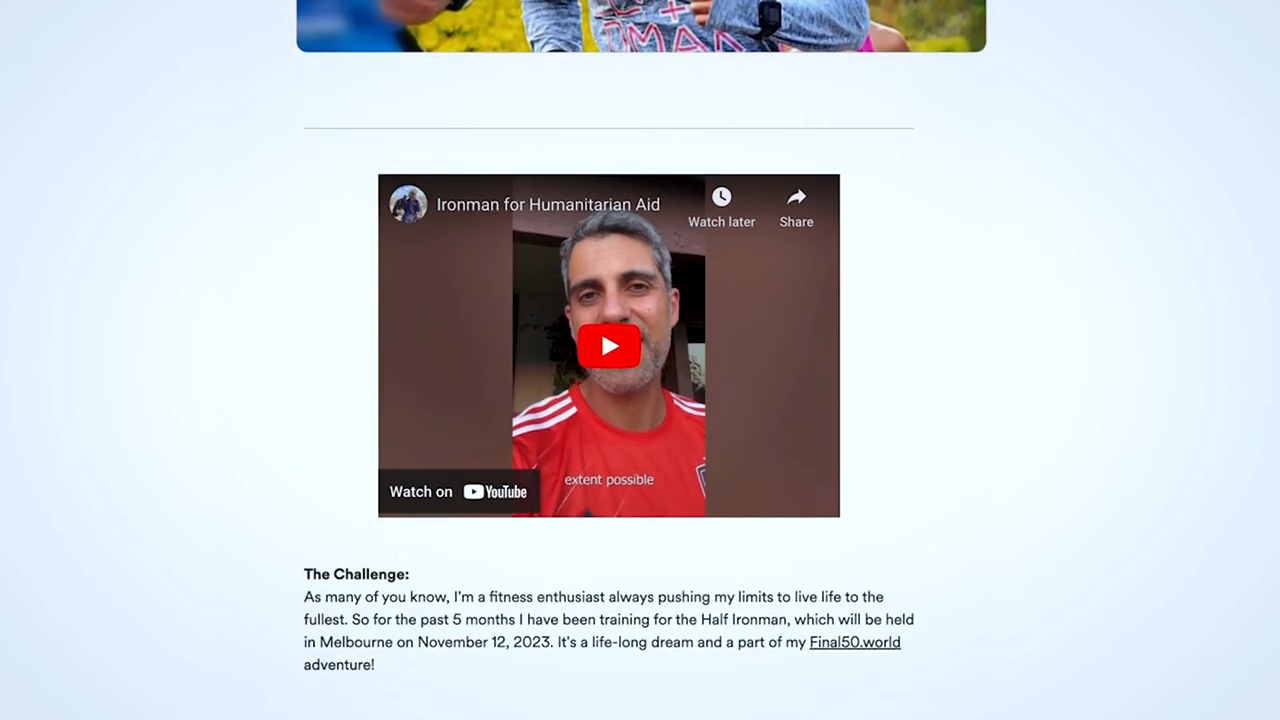 Ironman for Humanitarian Aid
Watch later
Share
extent possible
Watch on YouTube
The Challenge:
As many of you know, I'm a fitness enthusiast always pushing my limits to live life to the
fullest. So for the past 5 months I have been training for the Half Ironman, which will be held
in Melbourne on November 12, 2023. It's a life-long dream and a part of my Final50.world
adventure!